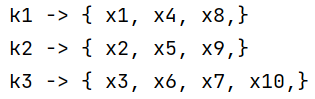 k1 -> { x1, x4, x8,}
k2 -> { x2, x5, x9,}
k3 -> { x3, x6, x7, x10,}